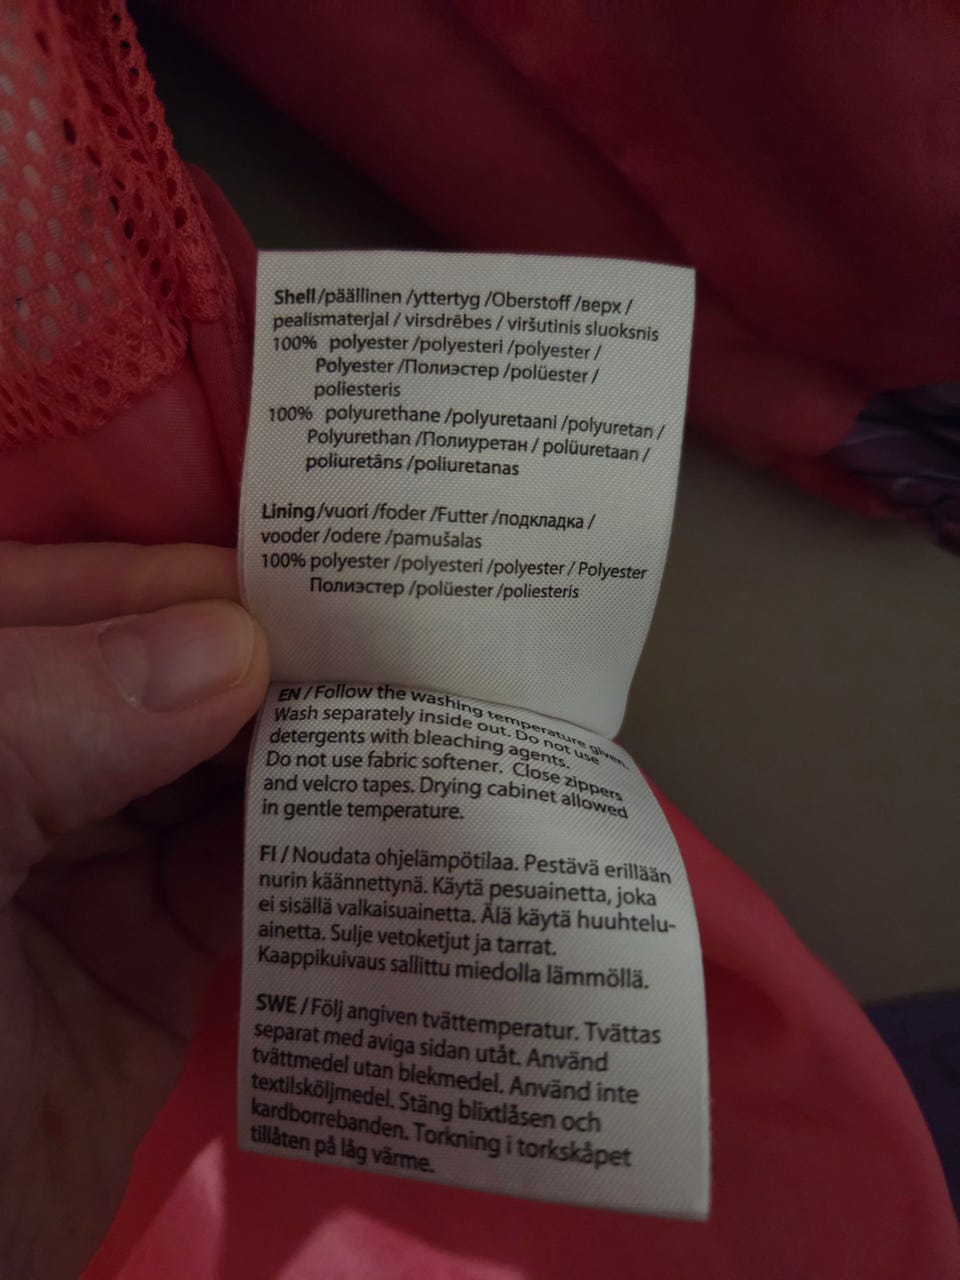 Shell/päällinen /yttertyg /Oberstoff /верх /
pealismaterjal / virsdrēbes / viršutinis sluoksnis
100% polyester /polyesteri /polyester /
Polyester /Полиэстер /polüester /
poliesteris
100% polyurethane /polyuretaani /polyuretan /
Polyurethan /Полиуретан / polüuretaan /
poliuretāns /poliuretanas
Lining/vuori /foder /Futter /подкладка /
vooder /odere /pamušalas
100% polyester /polyesteri /polyester / Polyester
Полиэстер /polüester /poliesteris
EN / Follow the washing temperature given.
Wash separately inside out. Do not use
detergents with bleaching agents.
Do not use fabric softener. Close zippers
and velcro tapes. Drying cabinet allowed
in gentle temperature.
FI / Noudata ohjelämpötilaa. Pestävä erillään
nurin käännettynä. Käytä pesuainetta, joka
ei sisällä valkaisuainetta. Älä käytä huuhtelu-
ainetta. Sulje vetoketjut ja tarrat.
Kaappikuivaus sallittu miedolla lämmöllä.
SWE / Följ angiven tvättemperatur. Tvättas
separat med aviga sidan utåt. Använd
tvättmedel utan blekmedel. Använd inte
textilsköljmedel. Stäng blixtlåsen och
kardborrebanden. Torkning i torkskåpet
tillåten på låg värme.